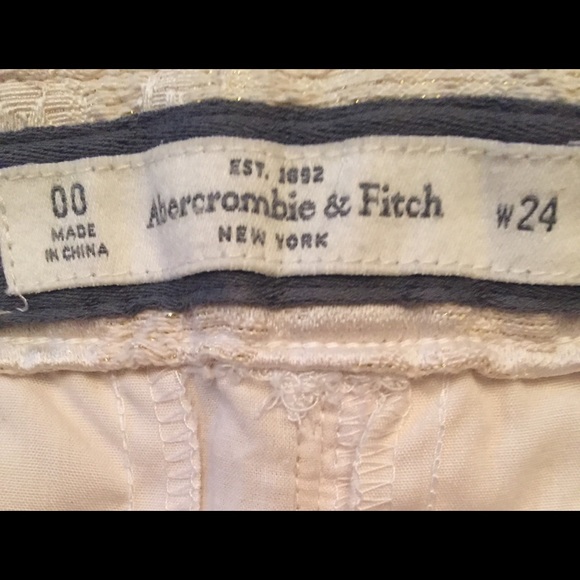 00
MADE
IN CHINA
EST. 1892
Abercrombie & Fitch
NEW YORK
W24